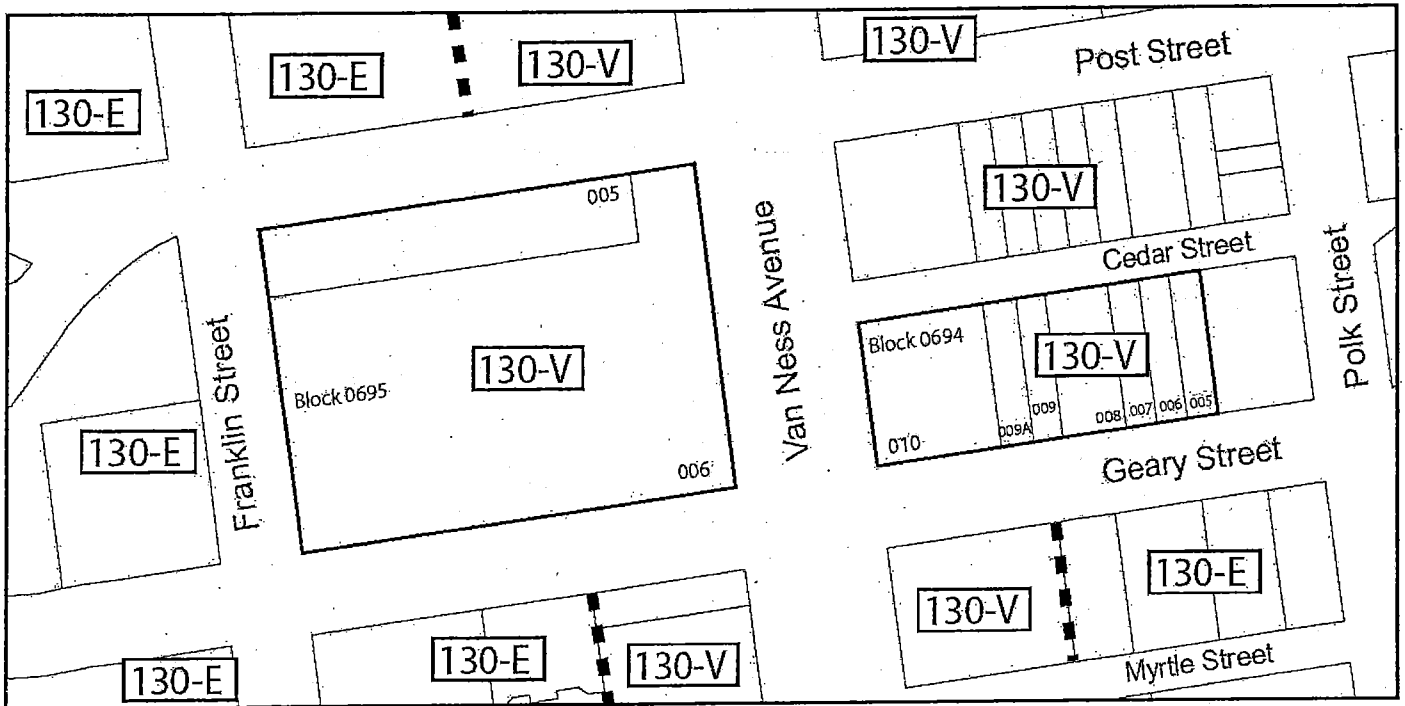 130-V
Post Street
130-E
130-V
130-E
005
130-V
Van Ness Avenue
Cedar Street
Polk Street
Franklin Street
Block 0695
130-V
006
Block 0694
130-V
010
009A
009
008
007
006
005
Geary Street
130-E
130-E
130-V
130-V
130-E
130-E
Myrtle Street